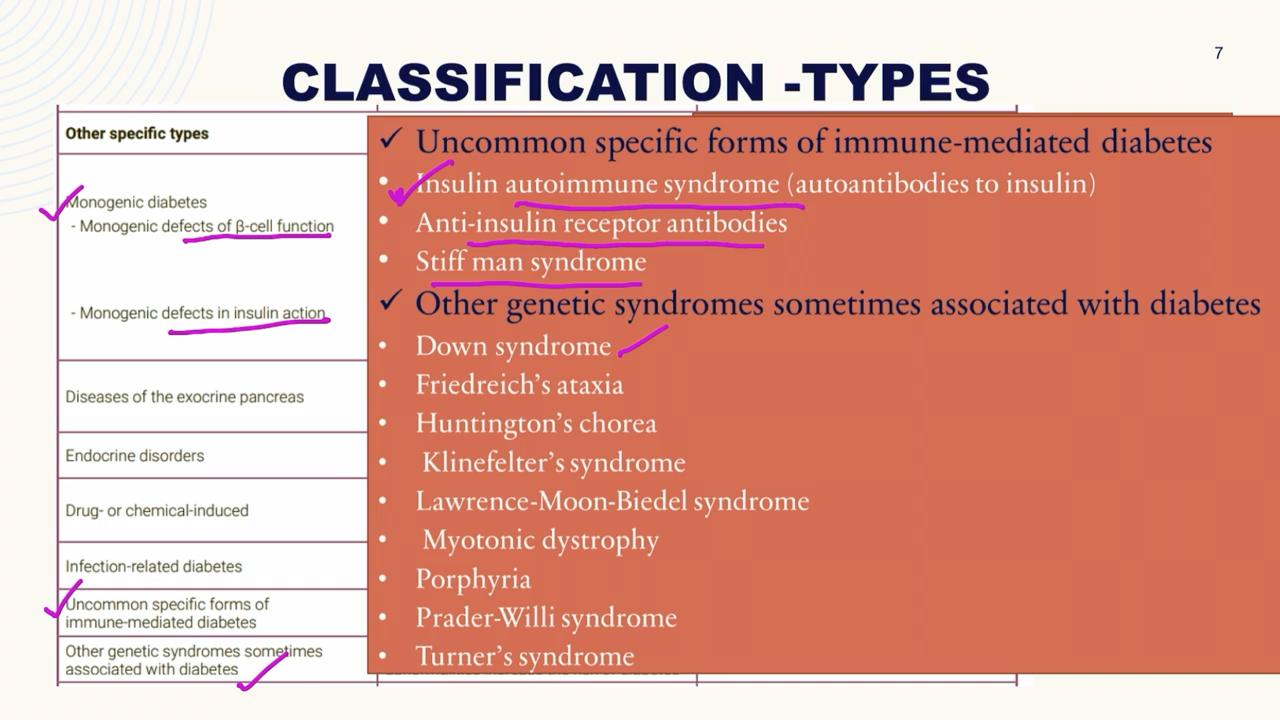 7
CLASSIFICATION -TYPES
Other specific types
Monogenic diabetes
- Monogenic defects of β-cell function
- Monogenic defects in insulin action
Diseases of the exocrine pancreas
Endocrine disorders
Drug- or chemical-induced
Infection-related diabetes
Uncommon specific forms of
immune-mediated diabetes
Other genetic syndromes sometimes
associated with diabetes
✓ Uncommon specific forms of immune-mediated diabetes
• Insulin autoimmune syndrome (autoantibodies to insulin)
• Anti-insulin receptor antibodies
• Stiff man syndrome
✓ Other genetic syndromes sometimes associated with diabetes
• Down syndrome
• Friedreich’s ataxia
• Huntington’s chorea
• Klinefelter’s syndrome
• Lawrence-Moon-Biedel syndrome
• Myotonic dystrophy
• Porphyria
• Prader-Willi syndrome
• Turner’s syndrome